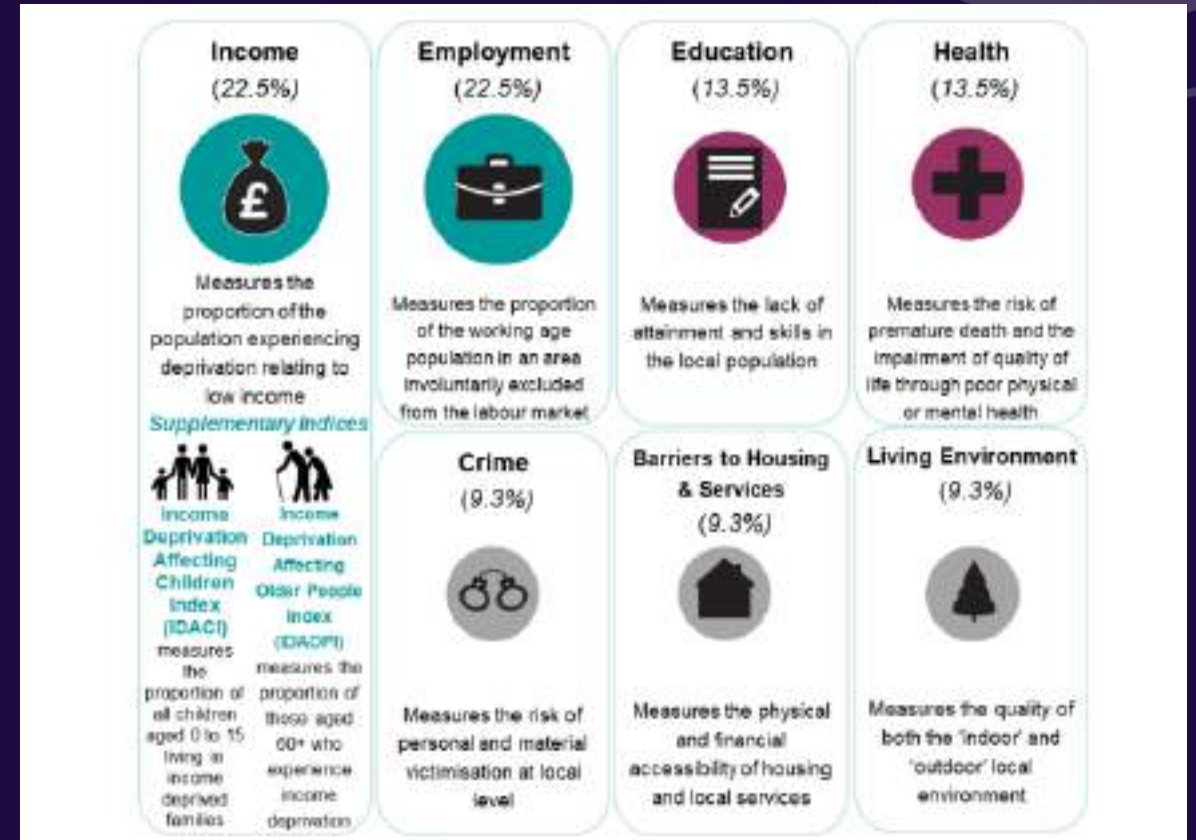 Income
(22.5%)
£
Measures the
proportion of the
population experiencing
deprivation relating to
low income
Supplementary Indices
Income
Deprivation
Affecting
Children
Index
(IDACI)
measures
the
proportion of
all children
aged 0 to 15
living in
income
deprived
families
Income
Deprivation
Affecting
Older People
Index
(IDAOPI)
measures the
proportion of
those aged
60+ who
experience
income
deprivation
Employment
(22.5%)
Measures the proportion
of the working age
population in an area
involuntarily excluded
from the labour market
Education
(13.5%)
Measures the lack of
attainment and skills in
the local population
Health
(13.5%)
Measures the risk of
premature death and the
impairment of quality of
life through poor physical
or mental health
Crime
(9.3%)
Measures the risk of
personal and material
victimisation at local
level
Barriers to Housing
& Services
(9.3%)
Measures the physical
and financial
accessibility of housing
and local services
Living Environment
(9.3%)
Measures the quality of
both the 'indoor' and
'outdoor' local
environment